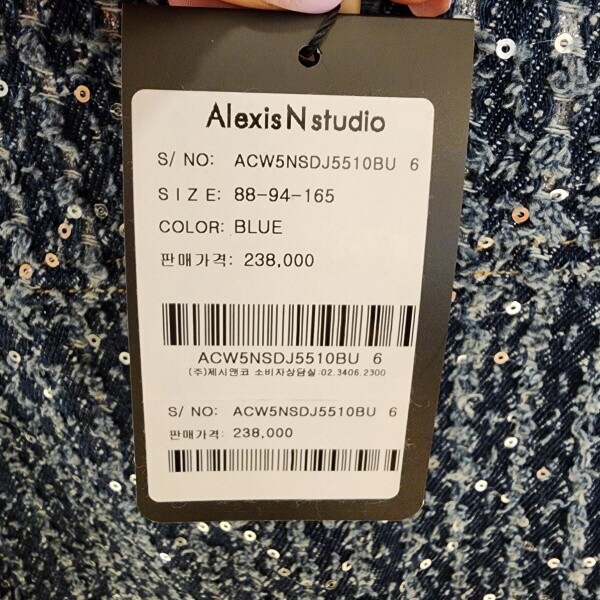 Alexis N studio
S/ NO: ACW5NSDJ5510BU 6
SIZE: 88-94-165
COLOR: BLUE
판매가격: 238,000
ACW5NSDJ5510BU 6
(주)제시앤코 소비자상담실:02.3406.2300
S/ NO: ACW5NSDJ5510BU 6
판매가격: 238,000